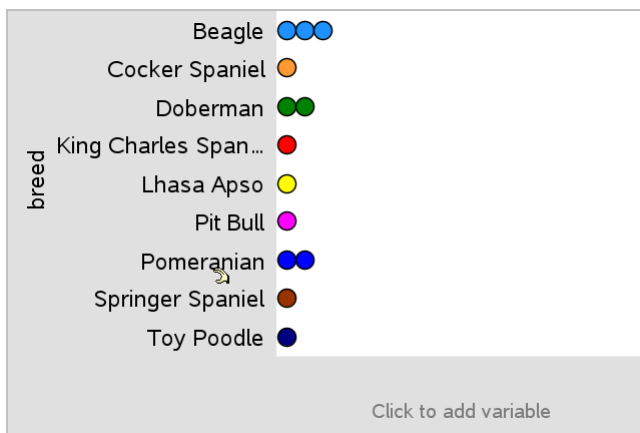 Beagle
Cocker Spaniel
Doberman
King Charles Span...
Lhasa Apso
Pit Bull
Pomeranian
Springer Spaniel
Toy Poodle
breed
Click to add variable